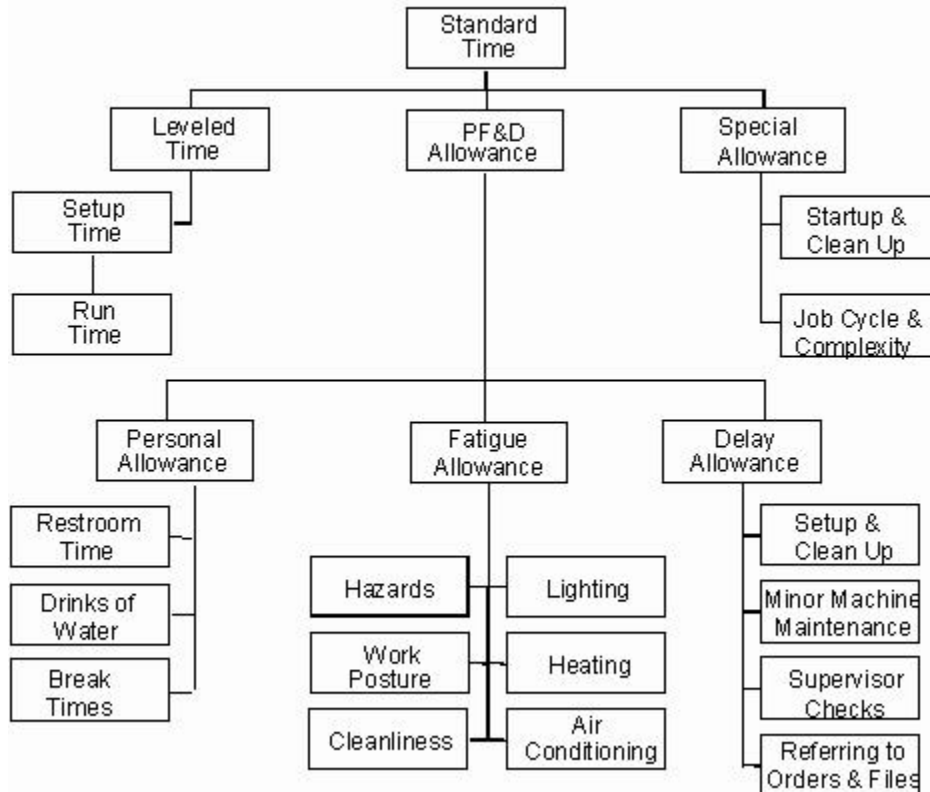 Standard
Time
Leveled
Time
PF&D
Allowance
Special
Allowance
Setup
Time
Startup &
Clean Up
Run
Time
Job Cycle &
Complexity
Personal
Allowance
Fatigue
Allowance
Delay
Allowance
Restroom
Time
Drinks of
Water
Break
Times
Hazards
Lighting
Work
Posture
Heating
Cleanliness
Air
Conditioning
Setup &
Clean Up
Minor Machine
Maintenance
Supervisor
Checks
Referring to
Orders & Files